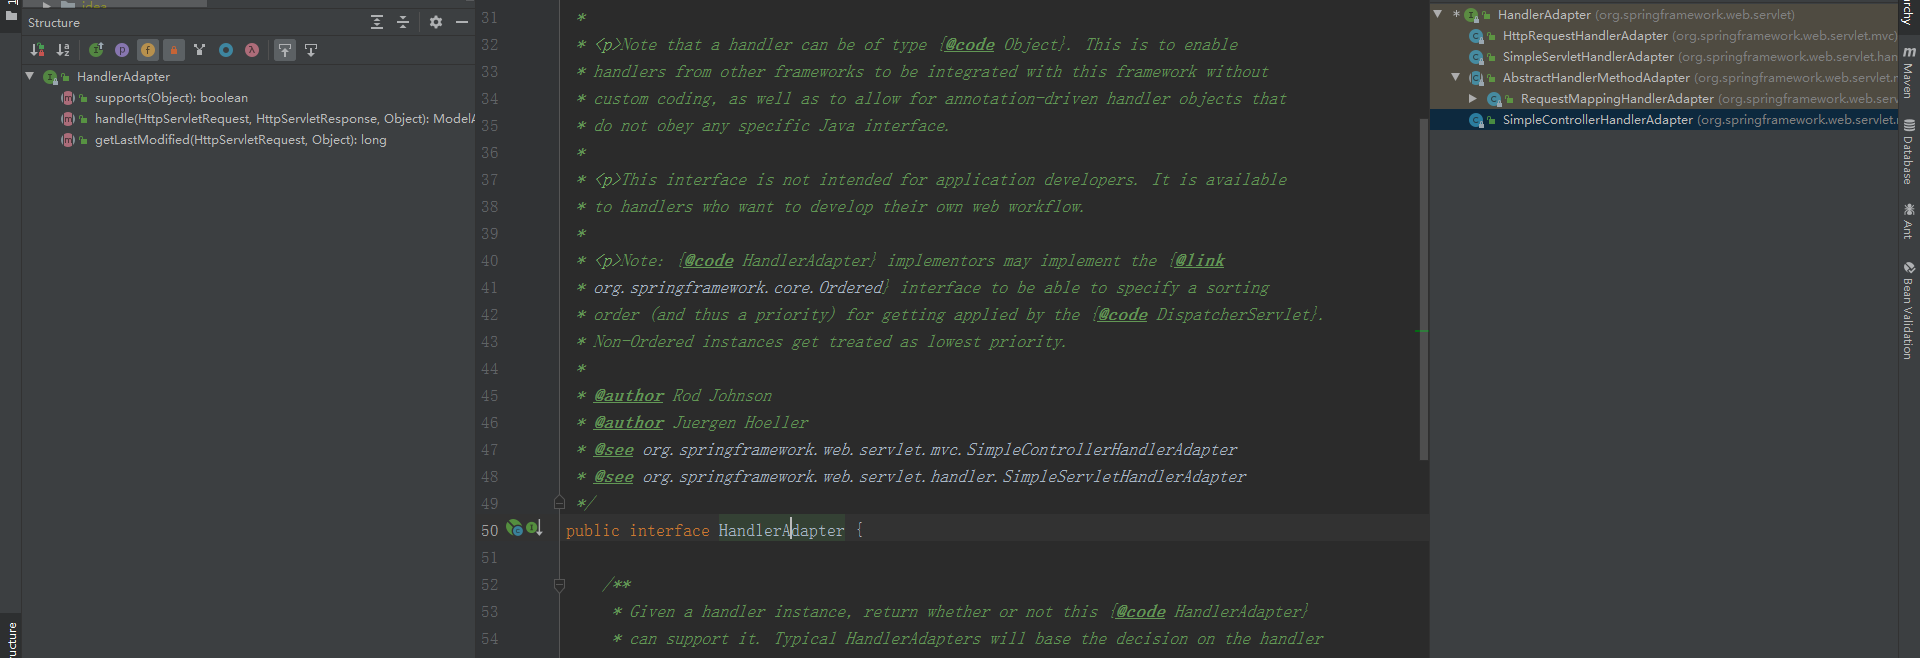 idea
Structure
HandlerAdapter
supports(Object): boolean
handle(HttpServletRequest, HttpServletResponse, Object): ModelA
getLastModified(HttpServletRequest, Object): long
ructure
31 *
32 * <p>Note that a handler can be of type {@code Object}. This is to enable
33 * handlers from other frameworks to be integrated with this framework without
34 * custom coding, as well as to allow for annotation-driven handler objects that
35 * do not obey any specific Java interface.
36 *
37 * <p>This interface is not intended for application developers. It is available
38 * to handlers who want to develop their own web workflow.
39 *
40 * <p>Note: {@code HandlerAdapter} implementors may implement the {@link
41 * org.springframework.core.Ordered} interface to be able to specify a sorting
42 * order (and thus a priority) for getting applied by the {@code DispatcherServlet}.
43 * Non-Ordered instances get treated as lowest priority.
44 *
45 * @author Rod Johnson
46 * @author Juergen Hoeller
47 * @see org.springframework.web.servlet.mvc.SimpleControllerHandlerAdapter
48 * @see org.springframework.web.servlet.handler.SimpleServletHandlerAdapter
49 */
50 public interface HandlerAdapter {
51
52 /**
53 * Given a handler instance, return whether or not this {@code HandlerAdapter}
54 * can support it. Typical HandlerAdapters will base the decision on the handler
* HandlerAdapter (org.springframework.web.servlet)
HttpRequestHandlerAdapter (org.springframework.web.servlet.mvc)
SimpleServletHandlerAdapter (org.springframework.web.servlet.han
AbstractHandlerMethodAdapter (org.springframework.web.servlet.m
RequestMappingHandlerAdapter (org.springframework.web.serv
SimpleControllerHandlerAdapter (org.springframework.web.servlet.
rchy
Maven
Database
Ant
Bean Validation